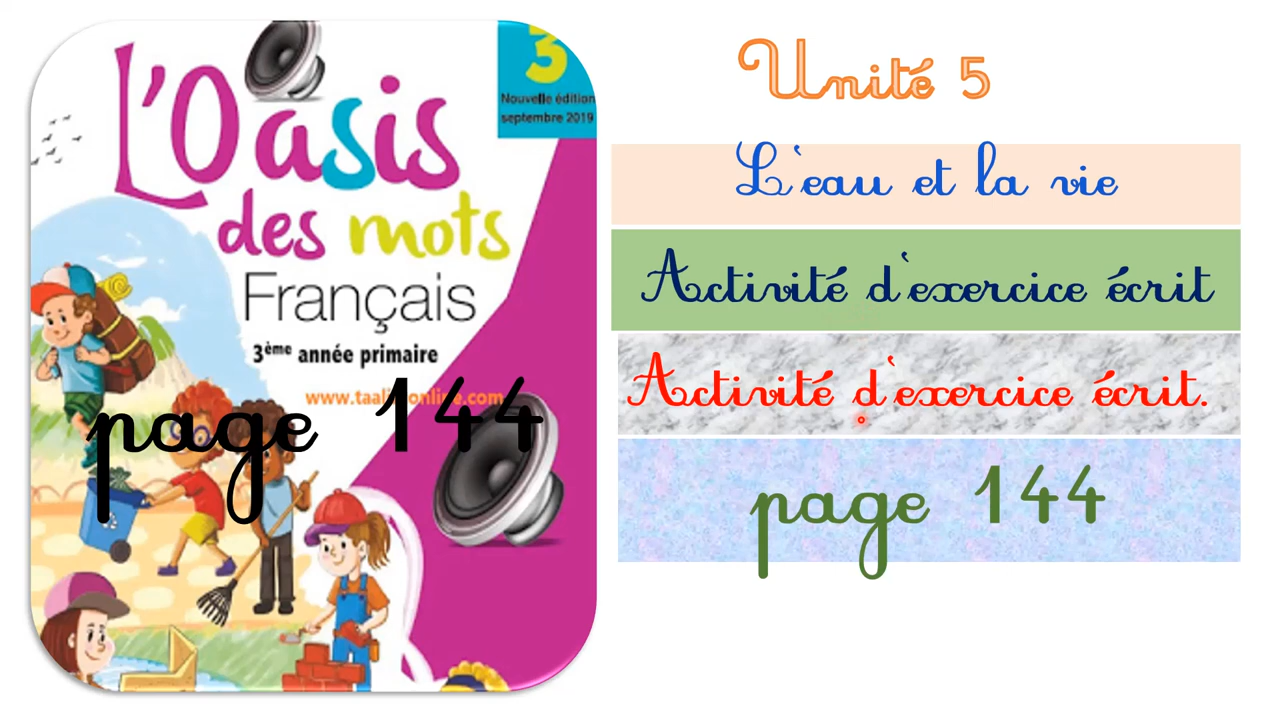 L'Oasis
des mots
Français
3ème année primaire
3
Nouvelle édition
septembre 2019
page 144
Unité 5
L'eau et la vie
Activité d'exercice écrit
Activité d'exercice écrit.
page 144